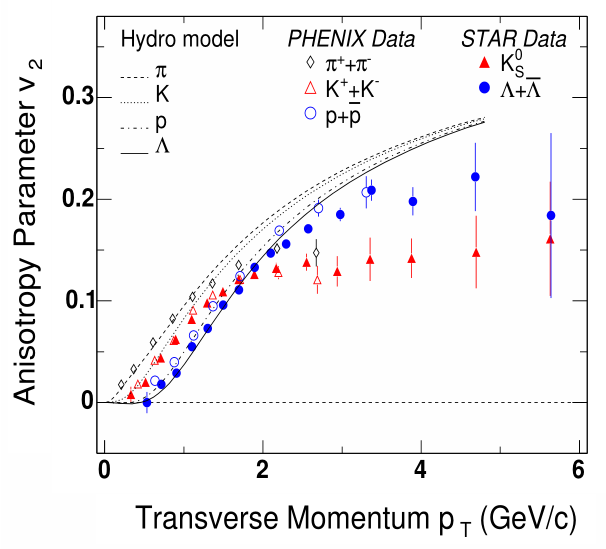 Hydro model PHENIX Data STAR Data
π π⁺+π⁻ K⁰_S
K K⁺+K⁻ Λ+Λ̅
p p+p̅
Λ
Anisotropy Parameter v₂
0.3
0.2
0.1
0
0 2 4 6
Transverse Momentum p_T (GeV/c)